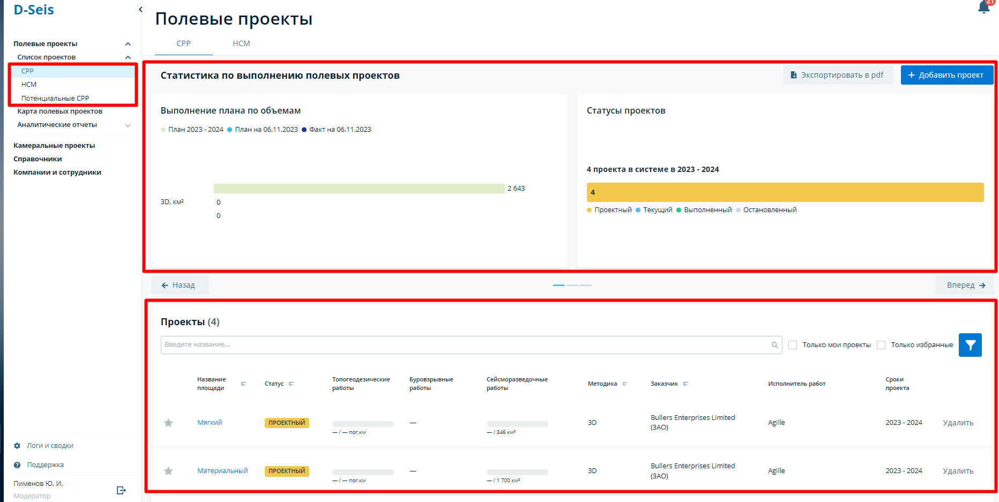 D-Seis
Полевые проекты
Список проектов
СРР
НСМ
Потенциальные СРР
Карта полевых проектов
Аналитические отчеты
Камеральные проекты
Справочники
Компании и сотрудники
Логи и сводки
Поддержка
Пименов Ю. И.
Модератор
21
Полевые проекты
СРР НСМ
Статистика по выполнению полевых проектов
Экспортировать в pdf
+ Добавить проект
Выполнение плана по объемам
План 2023 - 2024 План на 06.11.2023 Факт на 06.11.2023
2 643
3D, км² 0
0
Статусы проектов
4 проекта в системе в 2023 - 2024
4
Проектный Текущий Выполненный Остановленный
← Назад
Вперед →
Проекты (4)
Введите название...
Только мои проекты Только избранные
Название площади Статус Топогеодезические работы Буровзрывные работы Сейсморазведочные работы Методика Заказчик Исполнитель работ Сроки проекта
Мягкий ПРОЕКТНЫЙ — / — пог.км — — / 346 км² 3D Bullers Enterprises Limited (ЗАО) Agille 2023 - 2024 Удалить
Материальный ПРОЕКТНЫЙ — / — пог.км — — / 1 700 км² 3D Bullers Enterprises Limited (ЗАО) Agille 2023 - 2024 Удалить